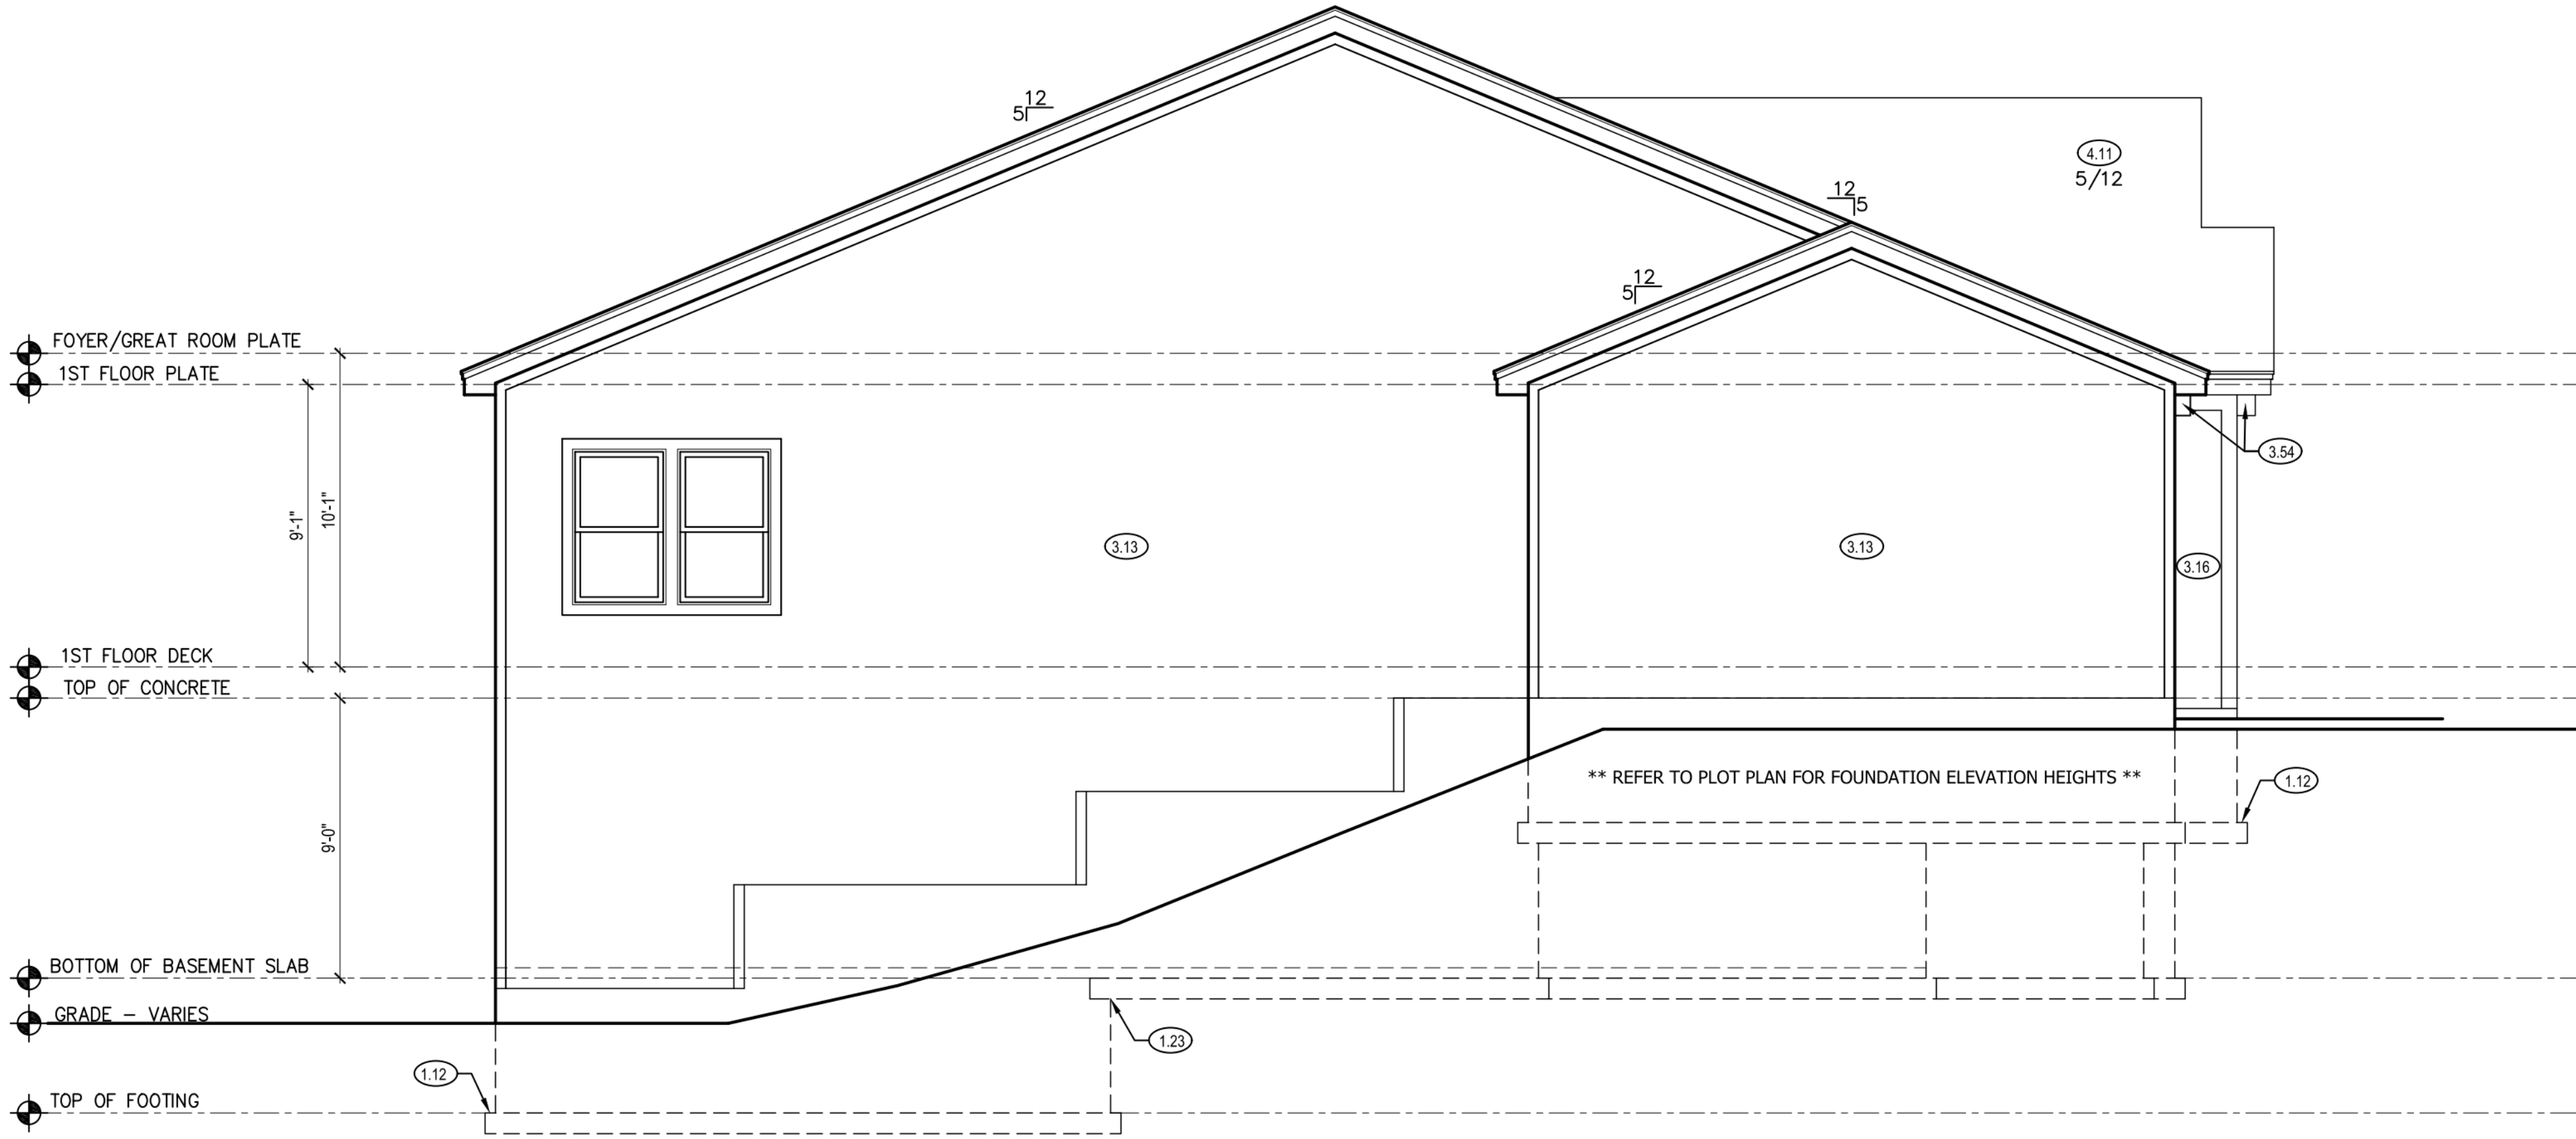 12
5
4.11
5/12
12
5
12
5
FOYER/GREAT ROOM PLATE
1ST FLOOR PLATE
3.54
9'-1"
10'-1"
3.13
3.13
3.16
1ST FLOOR DECK
TOP OF CONCRETE
** REFER TO PLOT PLAN FOR FOUNDATION ELEVATION HEIGHTS **
1.12
9'-0"
BOTTOM OF BASEMENT SLAB
GRADE – VARIES
1.23
1.12
TOP OF FOOTING